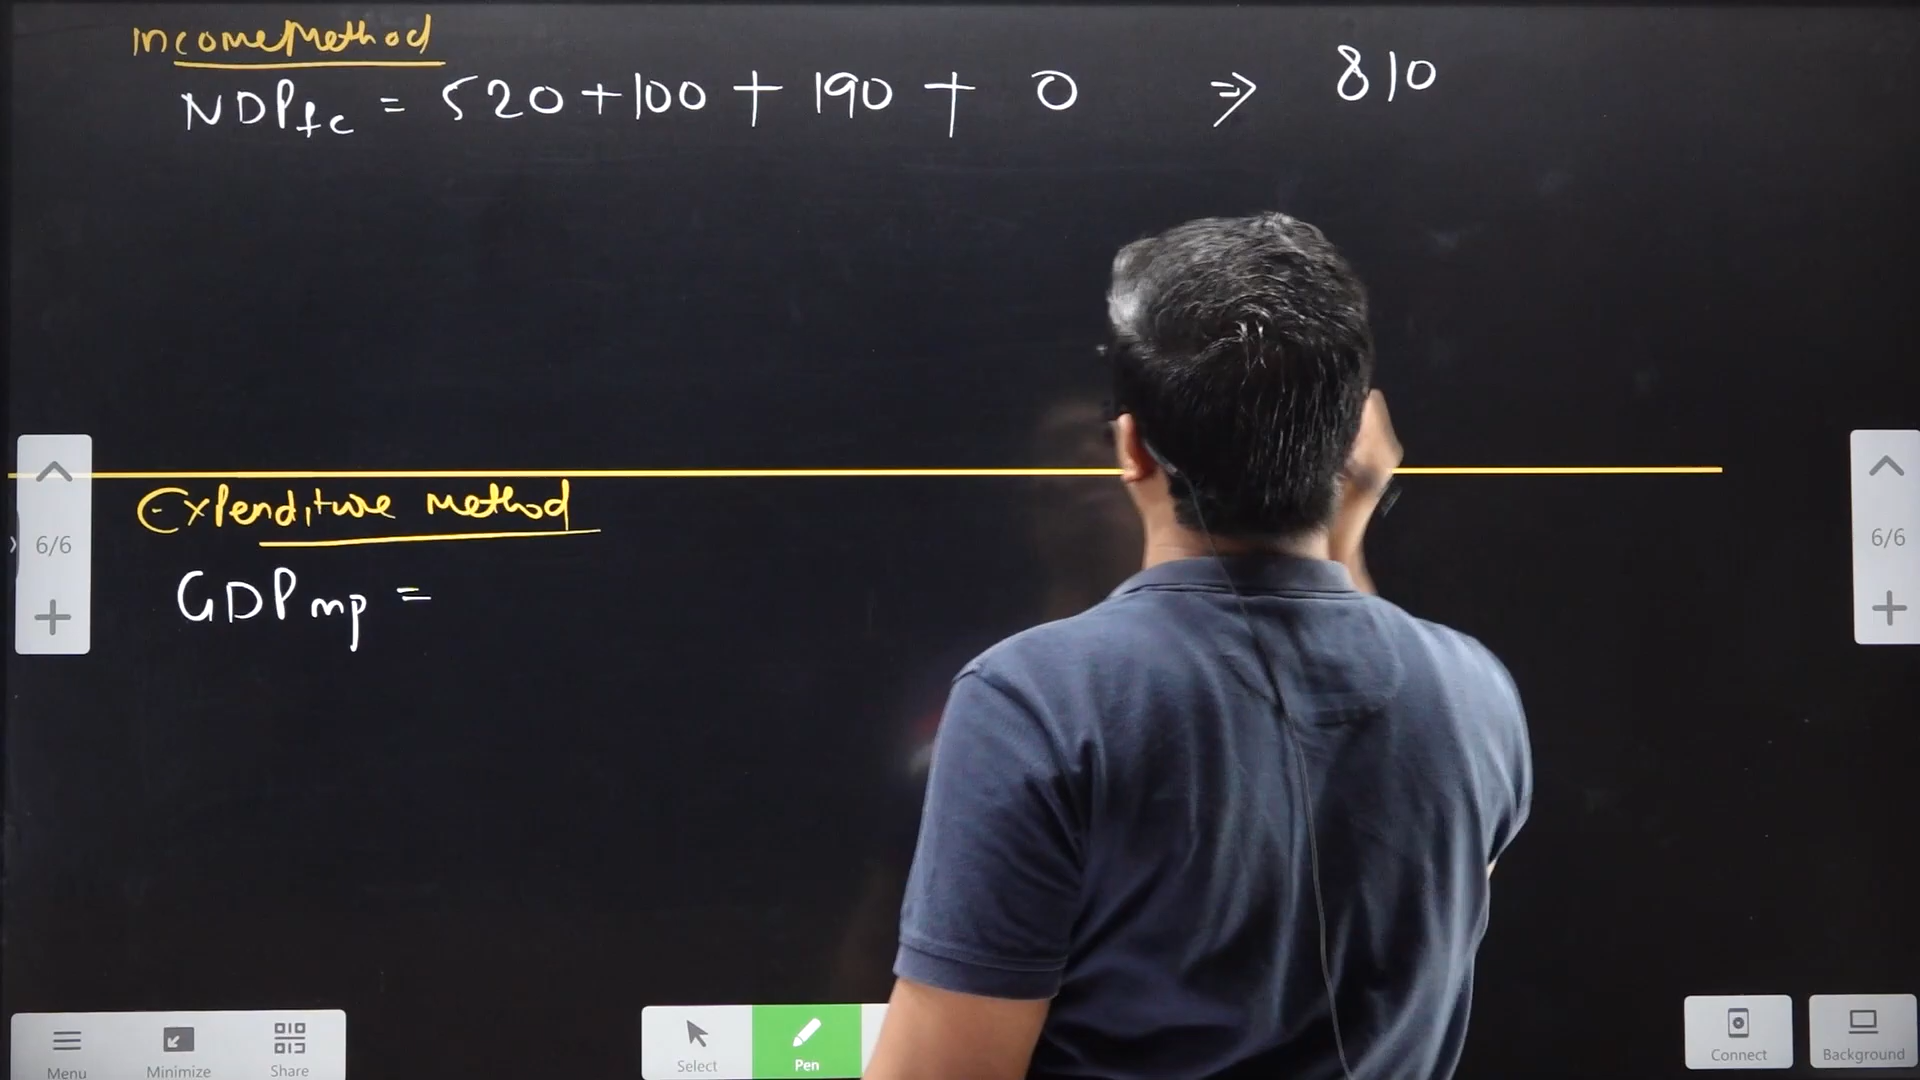 Income Method
NDPfc = 520 + 100 + 190 + 0 ⇒ 810
Expenditure Method
GDPmp =
6/6
6/6
Menu
Minimize
Share
Select
Pen
Connect
Background